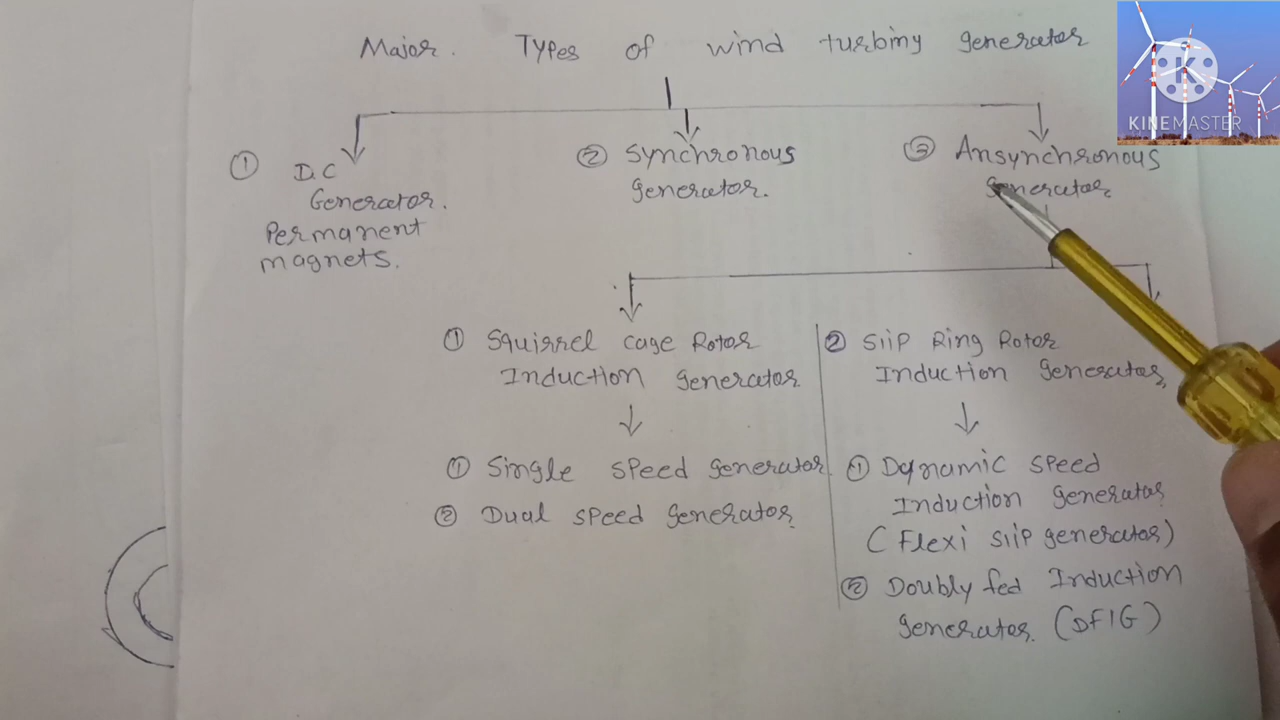 Major. Types of wind turbiny generator
① D.C
Generator.
Permanent
magnets.
② Synchronous
generator.
③ Ansynchronous
generator
① Squirrel cage Rotor
Induction generator
① Single speed generator.
② Dual speed generator.
② Slip Ring Rotor
Induction generator,
① Dynamic speed
Induction generator
(Flexi slip generator)
② Doubly fed Induction
generator. (DFIG)
K
KINEMASTER